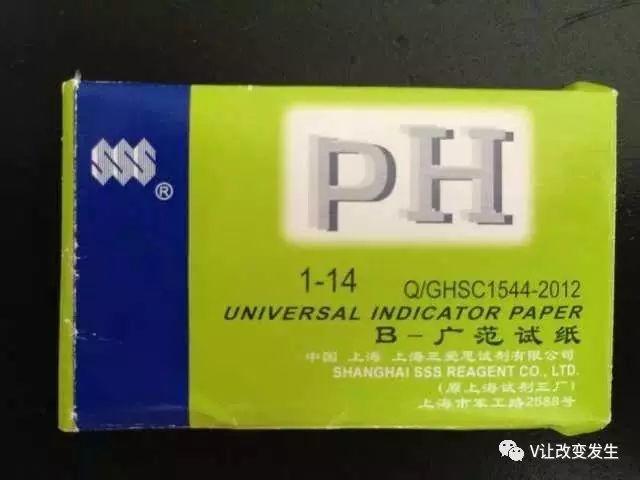 SSS
®
PH
1-14
Q/GHSC1544-2012
UNIVERSAL INDICATOR PAPER
B－广范试纸
中国 上海 上海三爱思试剂有限公司
SHANGHAI SSS REAGENT CO., LTD.
(原上海试剂三厂)
上海市军工路2588号
V让改变发生